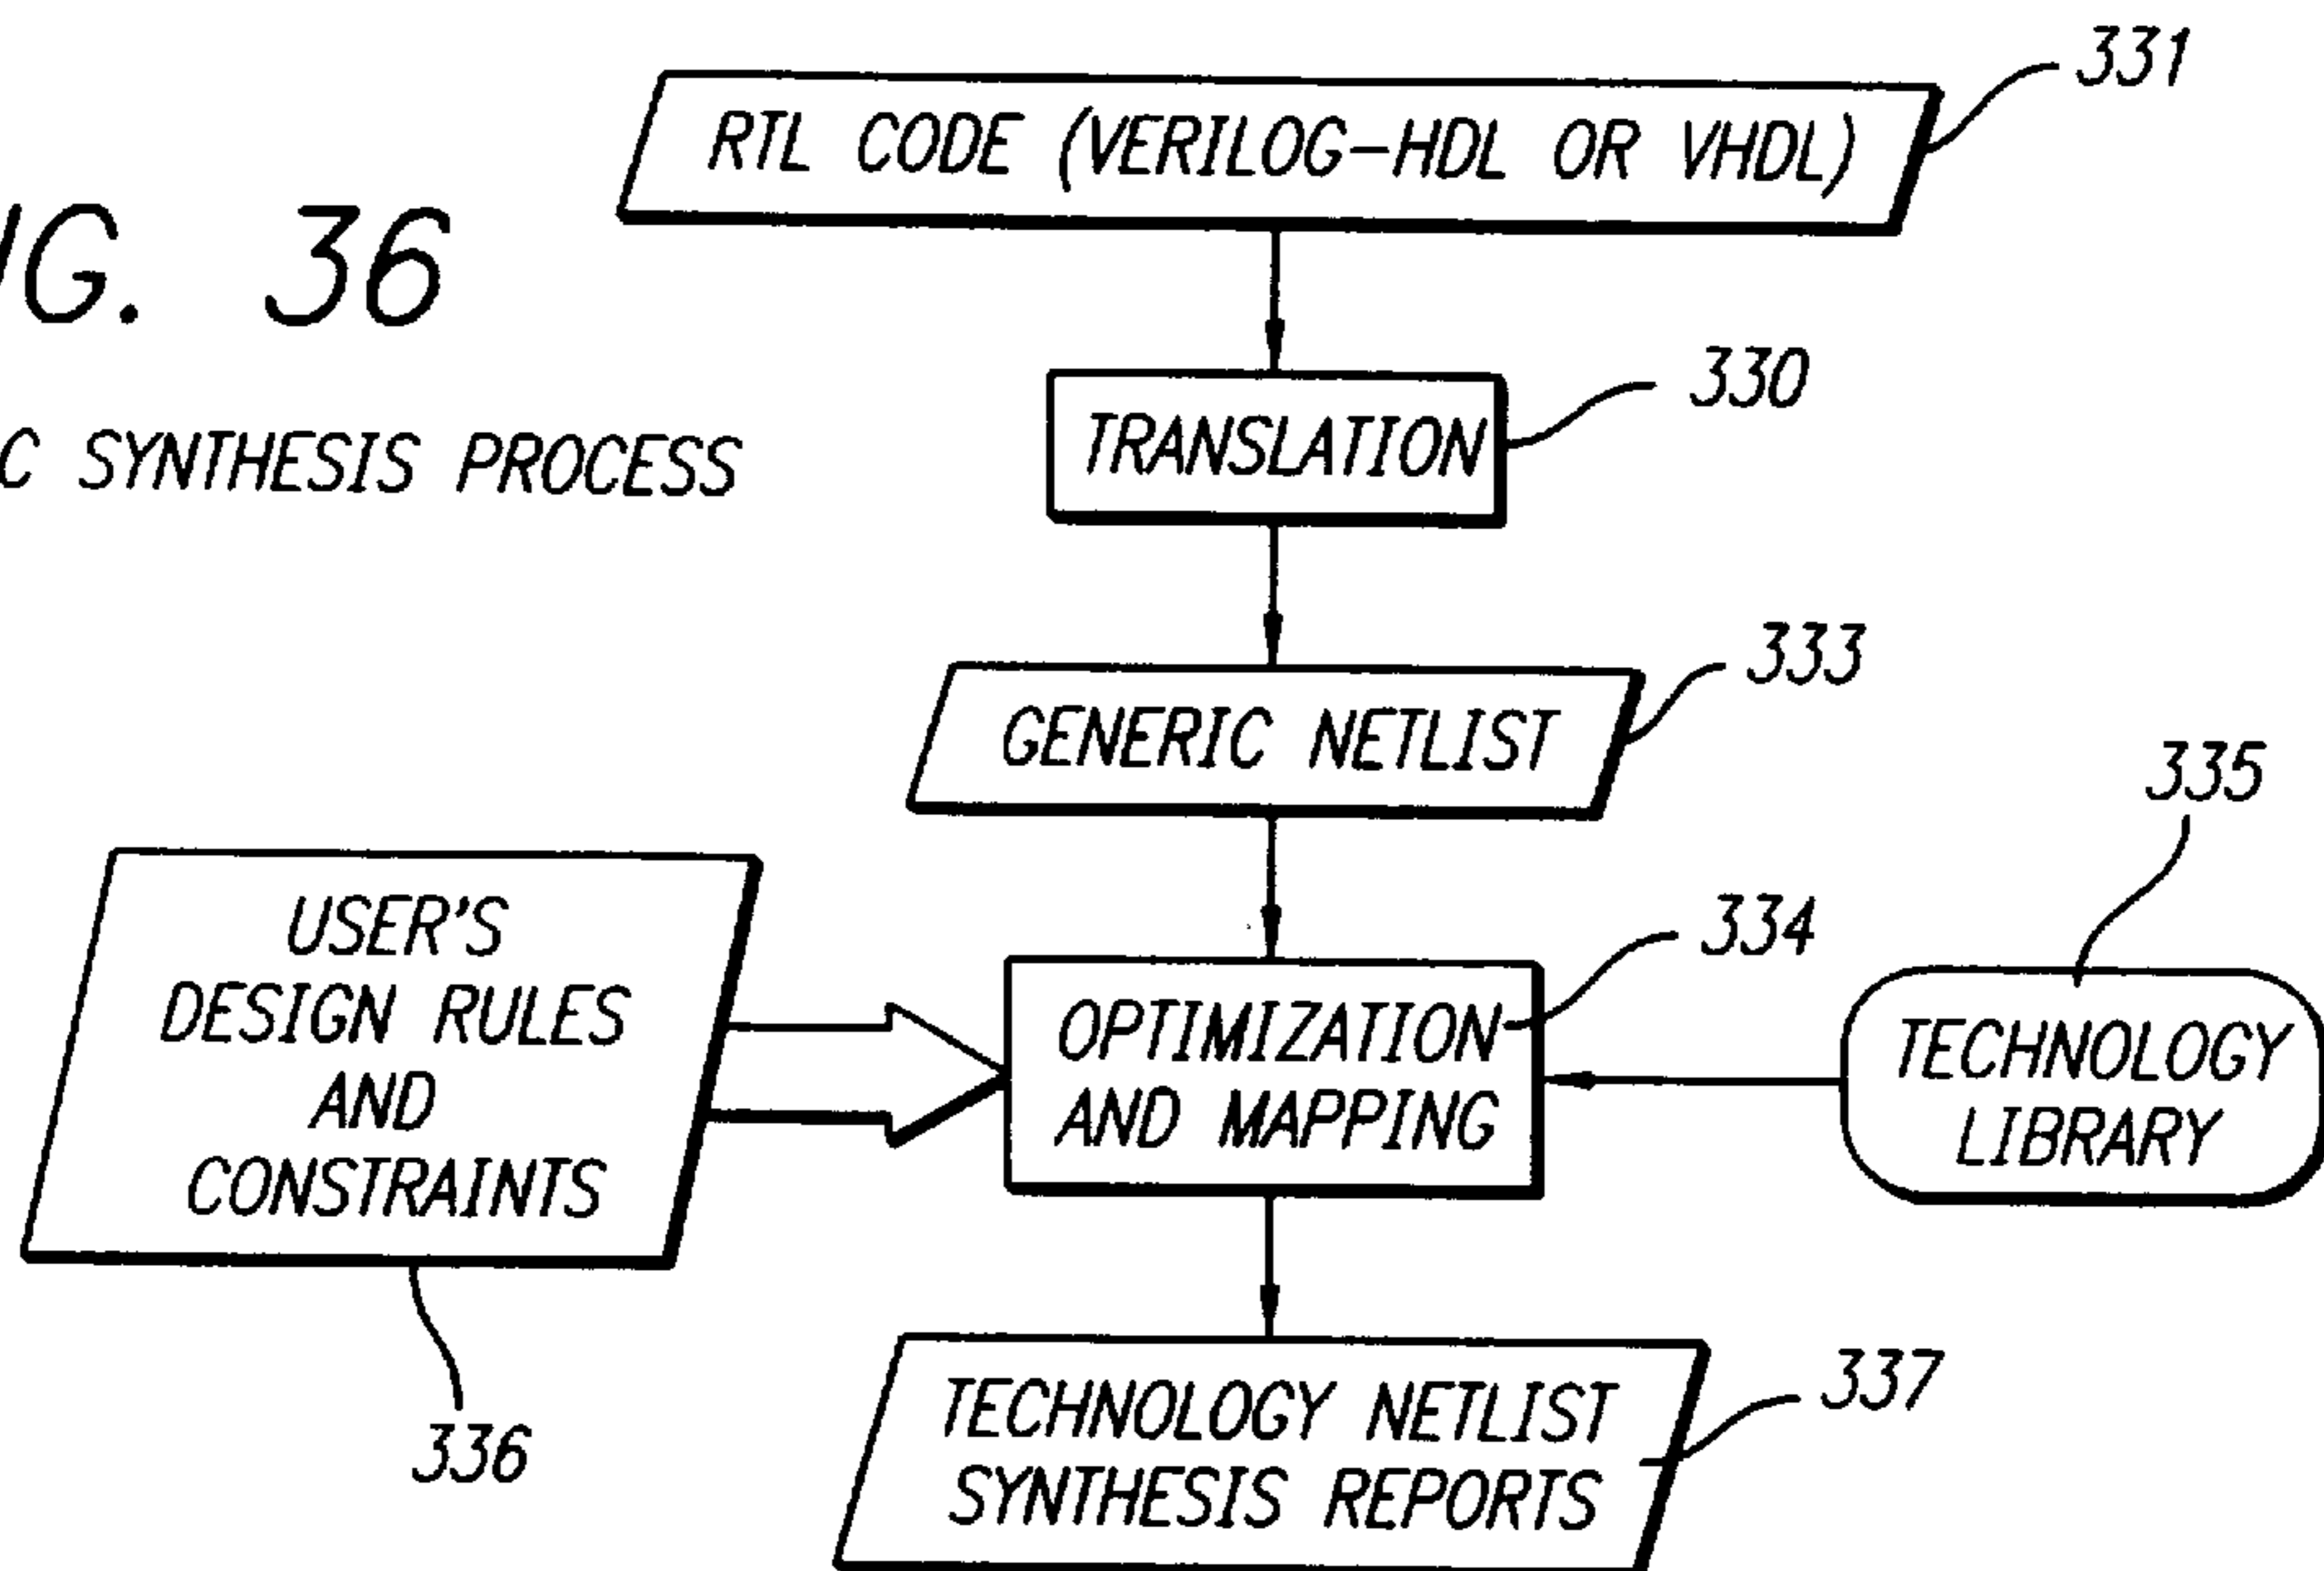 331
RTL CODE (VERILOG-HDL OR VHDL)
36
330
SYNTHESIS PROCESS
TRANSLATION
333
GENERIC NETLIST
335
USER'S
DESIGN RULES
AND
CONSTRAINTS
334
OPTIMIZATION
AND MAPPING
TECHNOLOGY
LIBRARY
336
337
TECHNOLOGY NETLIST
SYNTHESIS REPORTS